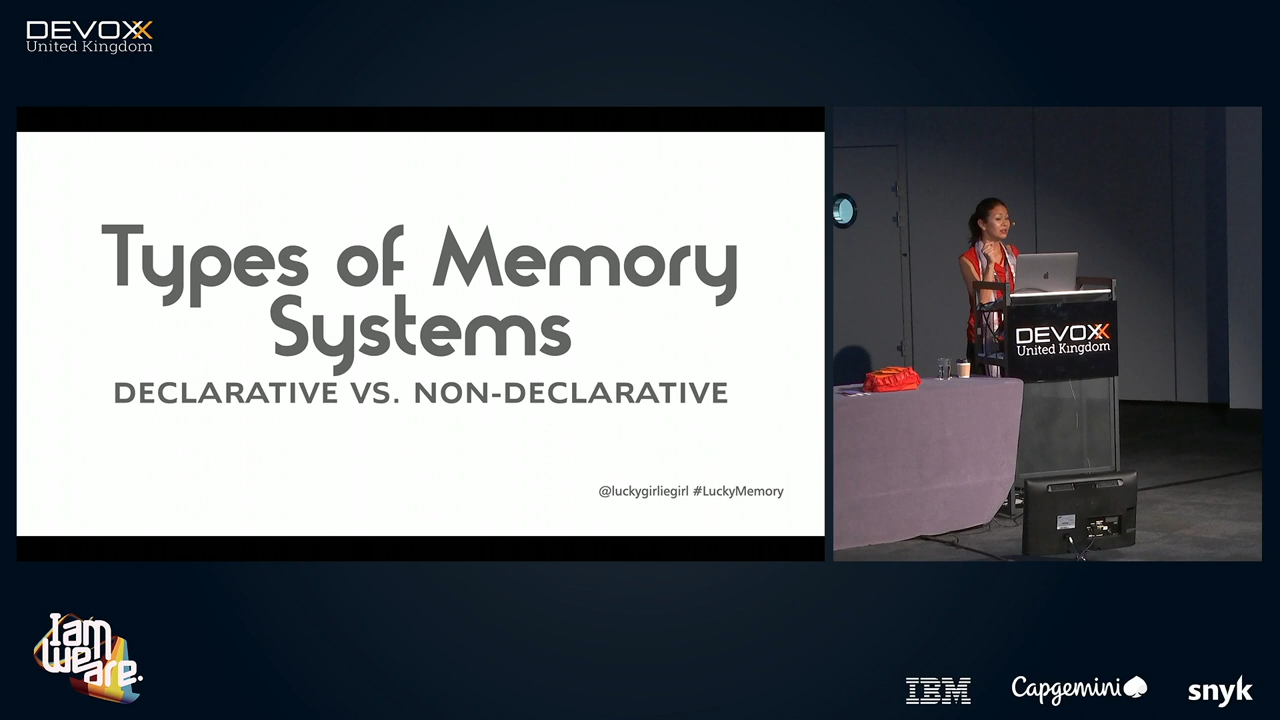 DEVOXX
United Kingdom
Types of Memory
Systems
DECLARATIVE VS. NON-DECLARATIVE
@luckygirliegirl #LuckyMemory
DEVOXX
United Kingdom
I am
We are.
IBM
Capgemini
snyk